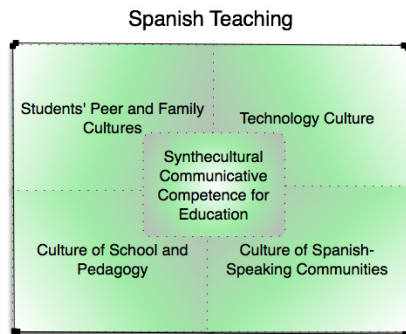 Spanish Teaching
Students' Peer and Family
Cultures
Technology Culture
Synthecultural
Communicative
Competence for
Education
Culture of School and
Pedagogy
Culture of Spanish-
Speaking Communities